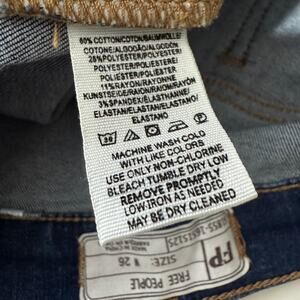 60% COTTON/COTON/BAUMWOLLE/
COTONE/ALGODÓN/ALGODÃO
26% POLYESTER/POLYESTER/
POLYESTER/POLIESTERE/
POLIÉSTER/POLIÉSTER
11% RAYON/RAYONNE/
KUNSTSEIDE/RAYON/RAYÓN/RAIOM
3% SPANDEX/ÉLASTHANNE/
ELASTAN/ELASTAN/ELASTANO/
ELASTANO
MACHINE WASH COLD
WITH LIKE COLORS
USE ONLY NON-CHLORINE
BLEACH TUMBLE DRY LOW
REMOVE PROMPTLY
LOW IRON AS NEEDED
MAY BE DRY CLEANED
FP
FREE PEOPLE
W 26